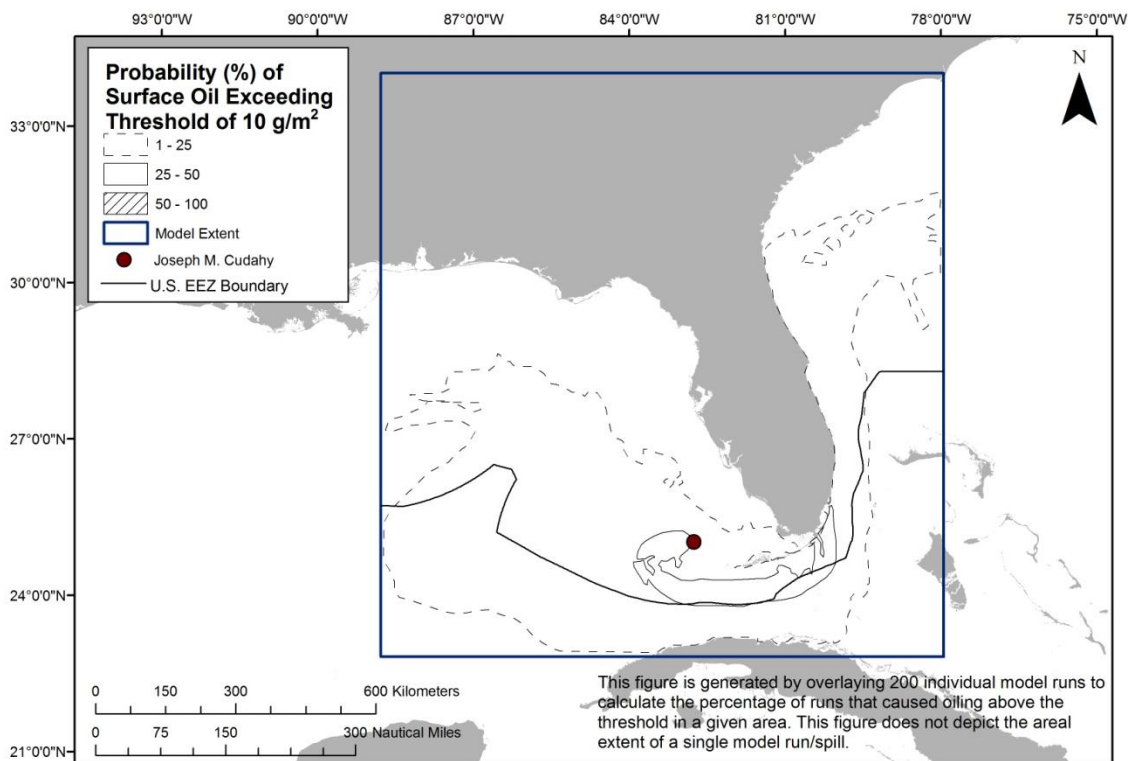 93°0'0"W 90°0'0"W 87°0'0"W 84°0'0"W 81°0'0"W 78°0'0"W 75°0'0"W
Probability (%) of
Surface Oil Exceeding
Threshold of 10 g/m²
1 - 25
25 - 50
50 - 100
Model Extent
Joseph M. Cudahy
U.S. EEZ Boundary
N
33°0'0"N
30°0'0"N
27°0'0"N
24°0'0"N
21°0'0"N
0 150 300 600 Kilometers
0 75 150 300 Nautical Miles
This figure is generated by overlaying 200 individual model runs to
calculate the percentage of runs that caused oiling above the
threshold in a given area. This figure does not depict the areal
extent of a single model run/spill.